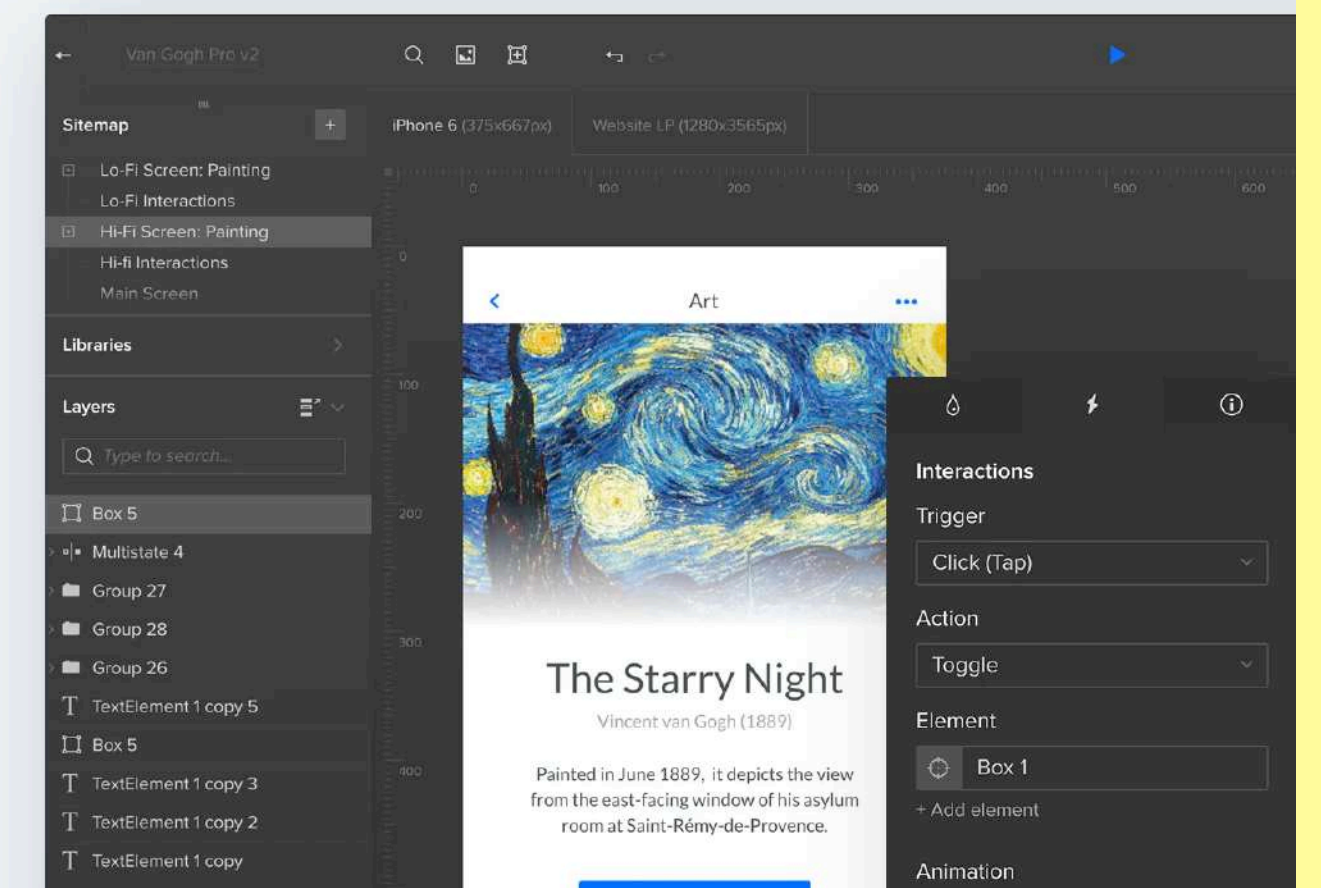 Van Gogh Pro v2
Sitemap
+
iPhone 6 (375x667px)
Website LP (1280x3565px)
Lo-Fi Screen: Painting
Lo-Fi Interactions
Hi-Fi Screen: Painting
Hi-fi Interactions
Main Screen
Libraries
Layers
Type to search...
Box 5
Multistate 4
Group 27
Group 28
Group 26
TextElement 1 copy 5
Box 5
TextElement 1 copy 3
TextElement 1 copy 2
TextElement 1 copy
0 100 200 300 400 500 600
0
100
200
300
400
Art
The Starry Night
Vincent van Gogh (1889)
Painted in June 1889, it depicts the view
from the east-facing window of his asylum
room at Saint-Rémy-de-Provence.
Interactions
Trigger
Click (Tap)
Action
Toggle
Element
Box 1
+ Add element
Animation